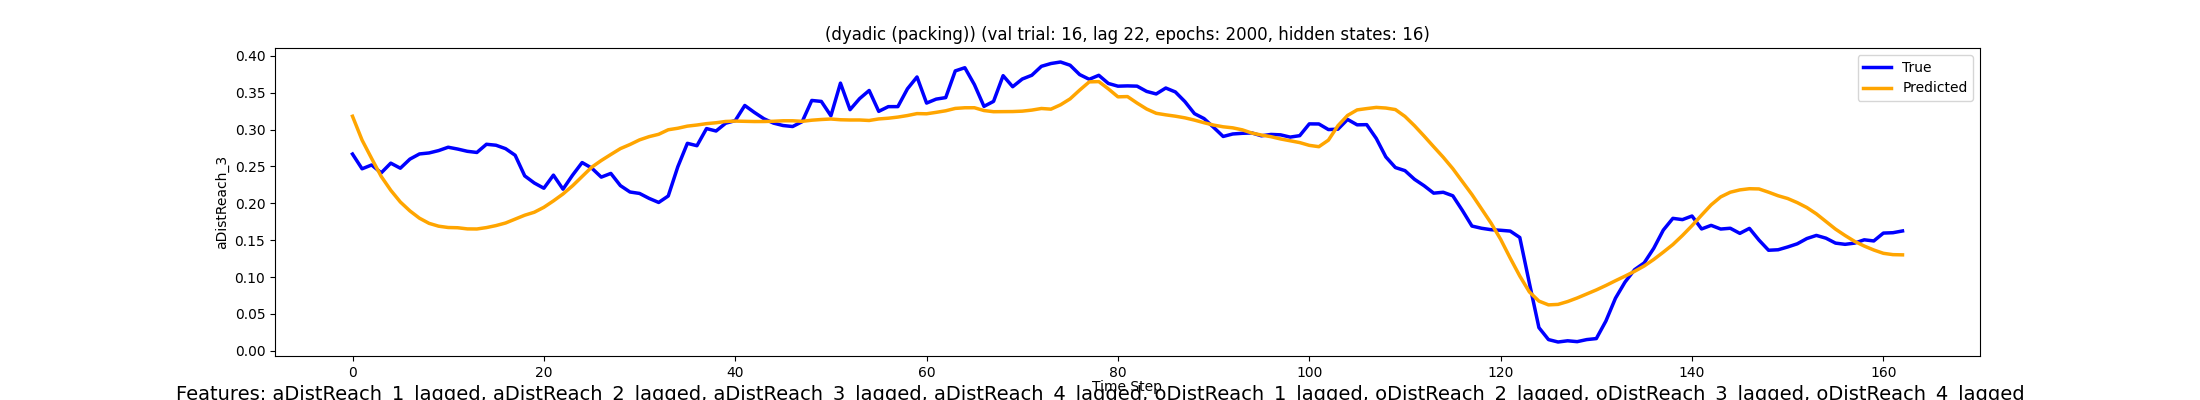 (dyadic (packing)) (val trial: 16, lag 22, epochs: 2000, hidden states: 16)
True
Predicted
aDistReach_3
0.40
0.35
0.30
0.25
0.20
0.15
0.10
0.05
0.00
0 20 40 60 80 100 120 140 160
Time Step
Features: aDistReach_1_lagged, aDistReach_2_lagged, aDistReach_3_lagged, aDistReach_4_lagged, oDistReach_1_lagged, oDistReach_2_lagged, oDistReach_3_lagged, oDistReach_4_lagged